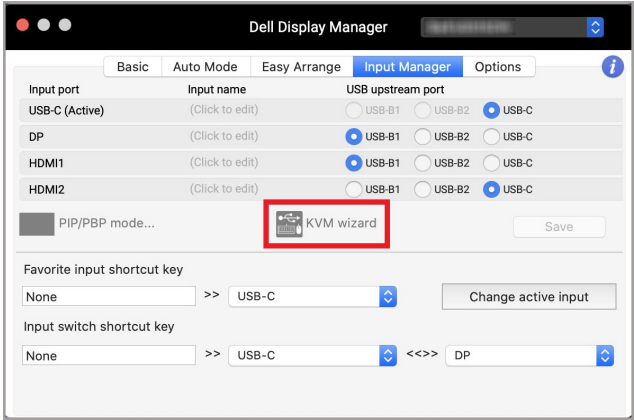 Dell Display Manager
Basic Auto Mode Easy Arrange Input Manager Options i
Input port Input name USB upstream port
USB-C (Active) (Click to edit) USB-B1 USB-B2 USB-C
DP (Click to edit) USB-B1 USB-B2 USB-C
HDMI1 (Click to edit) USB-B1 USB-B2 USB-C
HDMI2 (Click to edit) USB-B1 USB-B2 USB-C
PIP/PBP mode... KVM wizard Save
Favorite input shortcut key
None >> USB-C Change active input
Input switch shortcut key
None >> USB-C <<>> DP